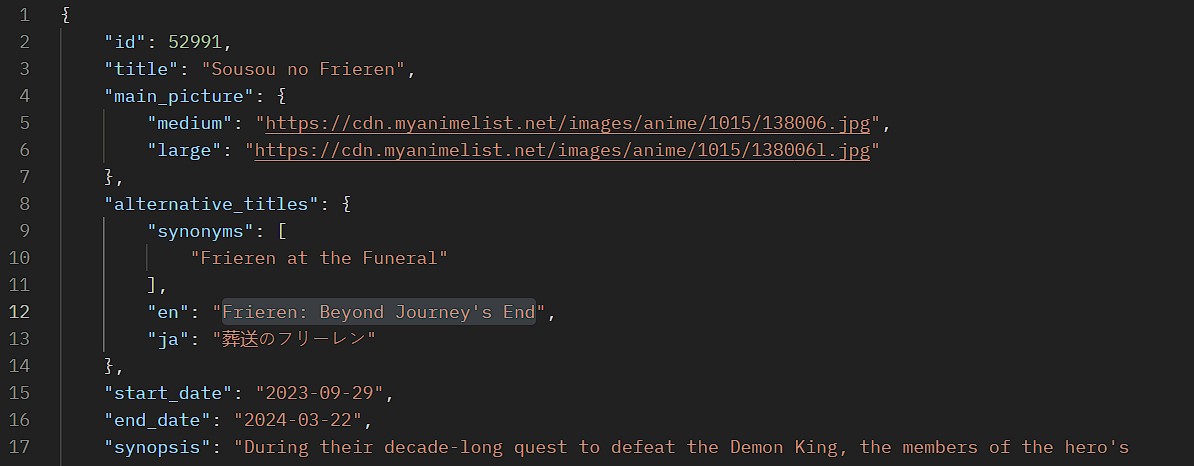 1 {
2 "id": 52991,
3 "title": "Sousou no Frieren",
4 "main_picture": {
5 "medium": "https://cdn.myanimelist.net/images/anime/1015/138006.jpg",
6 "large": "https://cdn.myanimelist.net/images/anime/1015/138006l.jpg"
7 },
8 "alternative_titles": {
9 "synonyms": [
10 "Frieren at the Funeral"
11 ],
12 "en": "Frieren: Beyond Journey's End",
13 "ja": "葬送のフリーレン"
14 },
15 "start_date": "2023-09-29",
16 "end_date": "2024-03-22",
17 "synopsis": "During their decade-long quest to defeat the Demon King, the members of the hero's